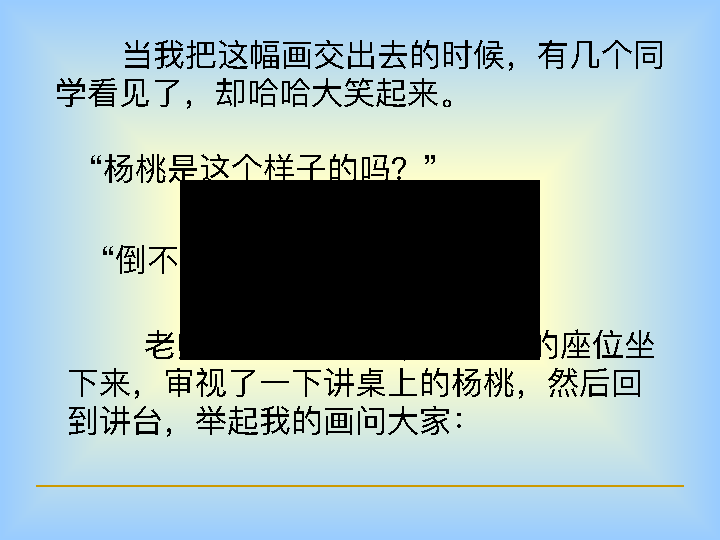 当我把这幅画交出去的时候，有几个同
学看见了，却哈哈大笑起来。
“杨桃是这个样子的吗？”
“倒不
老
的座位坐
下来，审视了一下讲桌上的杨桃，然后回
到讲台，举起我的画问大家：